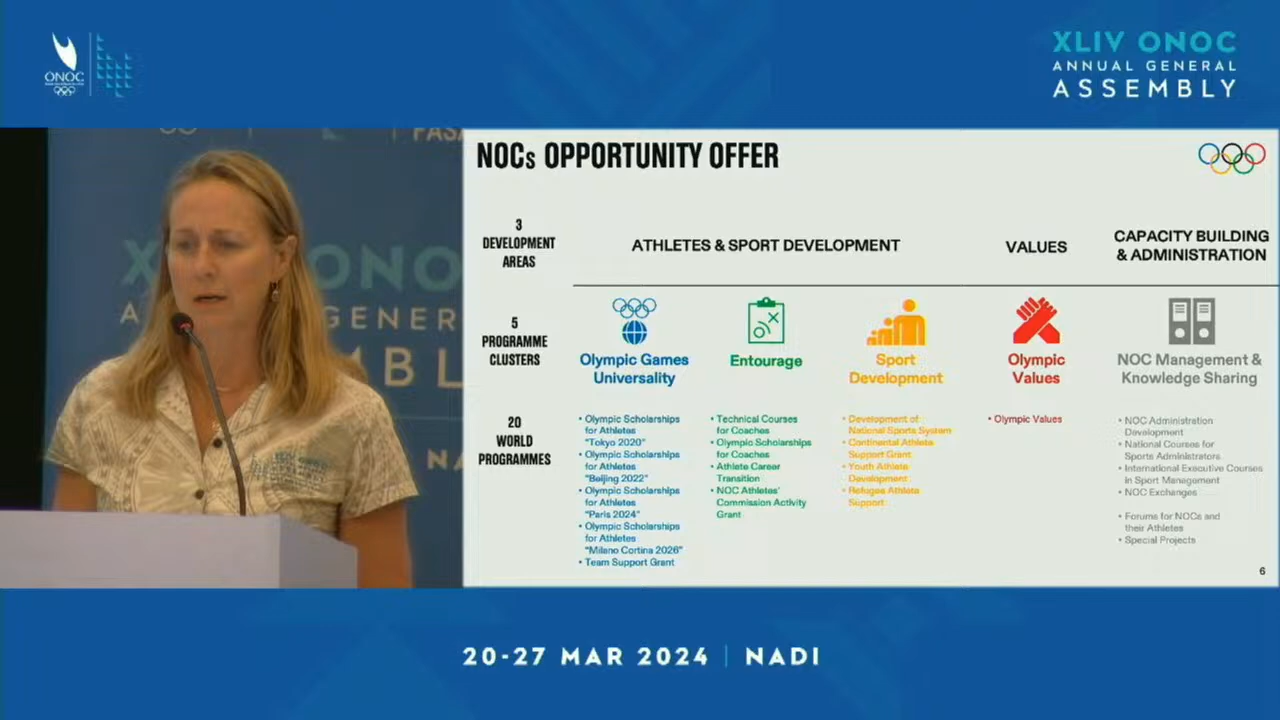 ONOC
XLIV ONOC
ANNUAL GENERAL
ASSEMBLY
NOCs OPPORTUNITY OFFER
3
DEVELOPMENT
AREAS
ATHLETES & SPORT DEVELOPMENT
VALUES
CAPACITY BUILDING
& ADMINISTRATION
5
PROGRAMME
CLUSTERS
Olympic Games
Universality
Entourage
Sport
Development
Olympic
Values
NOC Management &
Knowledge Sharing
20
WORLD
PROGRAMMES
• Olympic Scholarships
for Athletes
"Tokyo 2020"
• Olympic Scholarships
for Athletes
"Beijing 2022"
• Olympic Scholarships
for Athletes
"Paris 2024"
• Olympic Scholarships
for Athletes
"Milano Cortina 2026"
• Team Support Grant
• Technical Courses
for Coaches
• Olympic Scholarships
for Coaches
• Athlete Career
Transition
• NOC Athletes'
Commission Activity
Grant
• Development of
National Sports System
• Continental Athlete
Support Grant
• Youth Athlete
Development
• Refugee Athlete
Support
• Olympic Values
• NOC Administration
Development
• National Courses for
Sports Administrators
• International Executive Courses
in Sport Management
• NOC Exchanges
• Forums for NOCs and
their Athletes
• Special Projects
6
X ONO
A GENER
MBL
NA
20-27 MAR 2024 | NADI